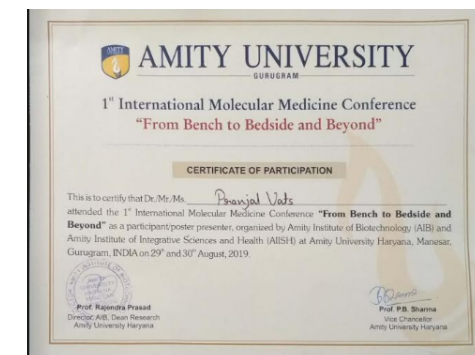 AMITY
AMITY UNIVERSITY
GURUGRAM
1st International Molecular Medicine Conference
"From Bench to Bedside and Beyond"
CERTIFICATE OF PARTICIPATION
This is to certify that Dr./Mr./Ms. Pranjal Vats
attended the 1st International Molecular Medicine Conference "From Bench to Bedside and
Beyond" as a participant/poster presenter, organized by Amity Institute of Biotechnology (AIB) and
Amity Institute of Integrative Sciences and Health (AIISH) at Amity University Haryana, Manesar,
Gurugram, INDIA on 29th and 30th August, 2019.
Prof. Rajendra Prasad
Director, AIB, Dean Research
Amity University Haryana
Prof. P.B. Sharma
Vice Chancellor
Amity University Haryana